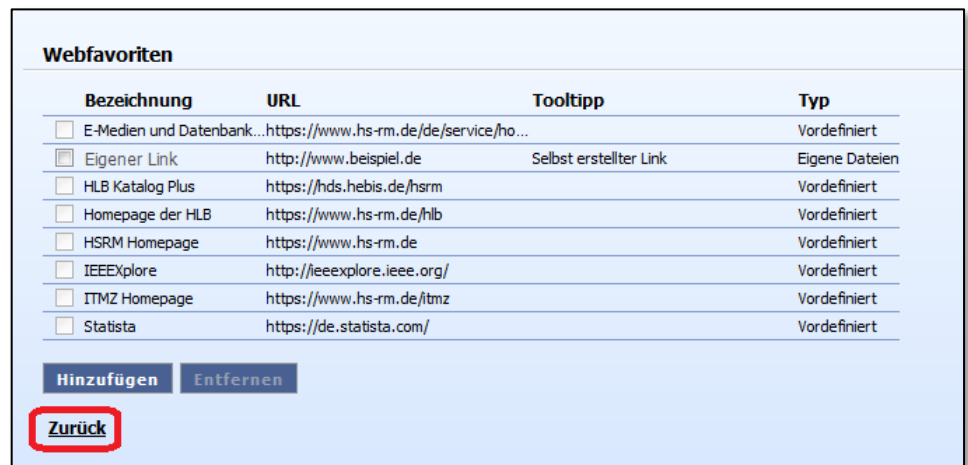 Webfavoriten
Bezeichnung URL Tooltipp Typ
E-Medien und Datenbank... https://www.hs-rm.de/de/service/ho... Vordefiniert
Eigener Link http://www.beispiel.de Selbst erstellter Link Eigene Dateien
HLB Katalog Plus https://hds.hebis.de/hsrm Vordefiniert
Homepage der HLB https://www.hs-rm.de/hlb Vordefiniert
HSRM Homepage https://www.hs-rm.de Vordefiniert
IEEEXplore http://ieeexplore.ieee.org/ Vordefiniert
ITMZ Homepage https://www.hs-rm.de/itmz Vordefiniert
Statista https://de.statista.com/ Vordefiniert
Hinzufügen Entfernen
Zurück